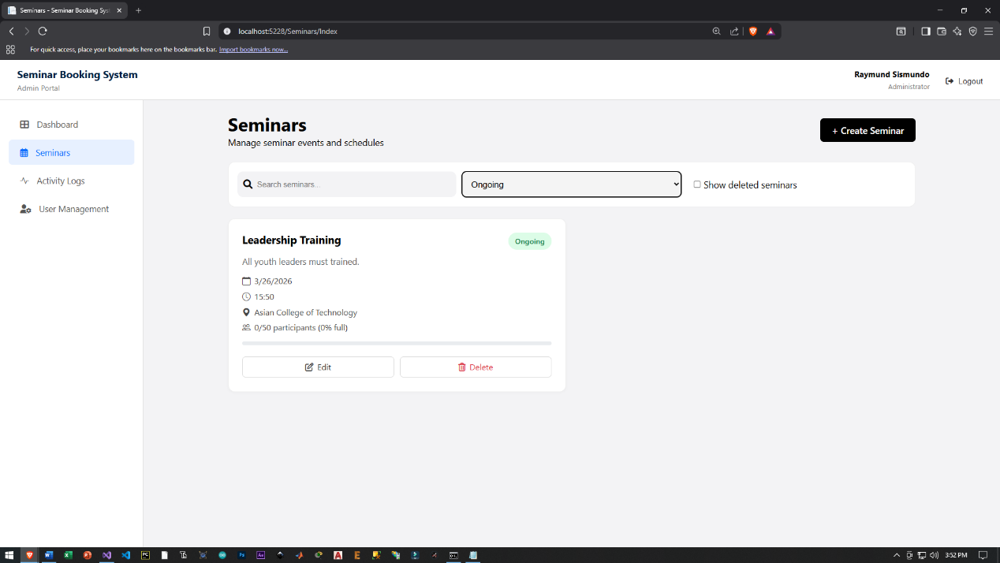 Seminars - Seminar Booking Syst
localhost:5228/Seminars/Index
For quick access, place your bookmarks here on the bookmarks bar. Import bookmarks now...
Seminar Booking System
Admin Portal
Raymund Sismundo
Administrator
Logout
Dashboard
Seminars
Activity Logs
User Management
Seminars
Manage seminar events and schedules
+ Create Seminar
Search seminars...
Ongoing
Show deleted seminars
Leadership Training
Ongoing
All youth leaders must trained.
3/26/2026
15:50
Asian College of Technology
0/50 participants (0% full)
Edit
Delete
3:52 PM